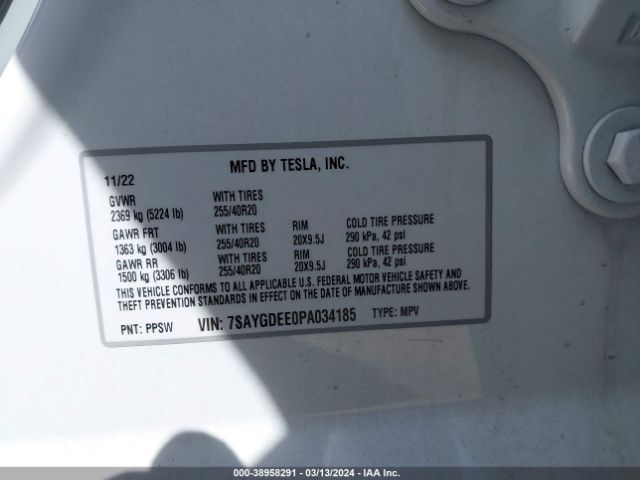 MFD BY TESLA, INC.
11/22
GVWR WITH TIRES
2369 kg (5224 lb) 255/40R20
GAWR FRT WITH TIRES RIM COLD TIRE PRESSURE
1363 kg (3004 lb) 255/40R20 20X9.5J 290 kPa, 42 psi
GAWR RR WITH TIRES RIM COLD TIRE PRESSURE
1500 kg (3306 lb) 255/40R20 20X9.5J 290 kPa, 42 psi
THIS VEHICLE CONFORMS TO ALL APPLICABLE U.S. FEDERAL MOTOR VEHICLE SAFETY AND
THEFT PREVENTION STANDARDS IN EFFECT ON THE DATE OF MANUFACTURE SHOWN ABOVE.
PNT: PPSW VIN: 7SAYGDEE0PA034185 TYPE: MPV
000-38958291 - 03/13/2024 - IAA Inc.